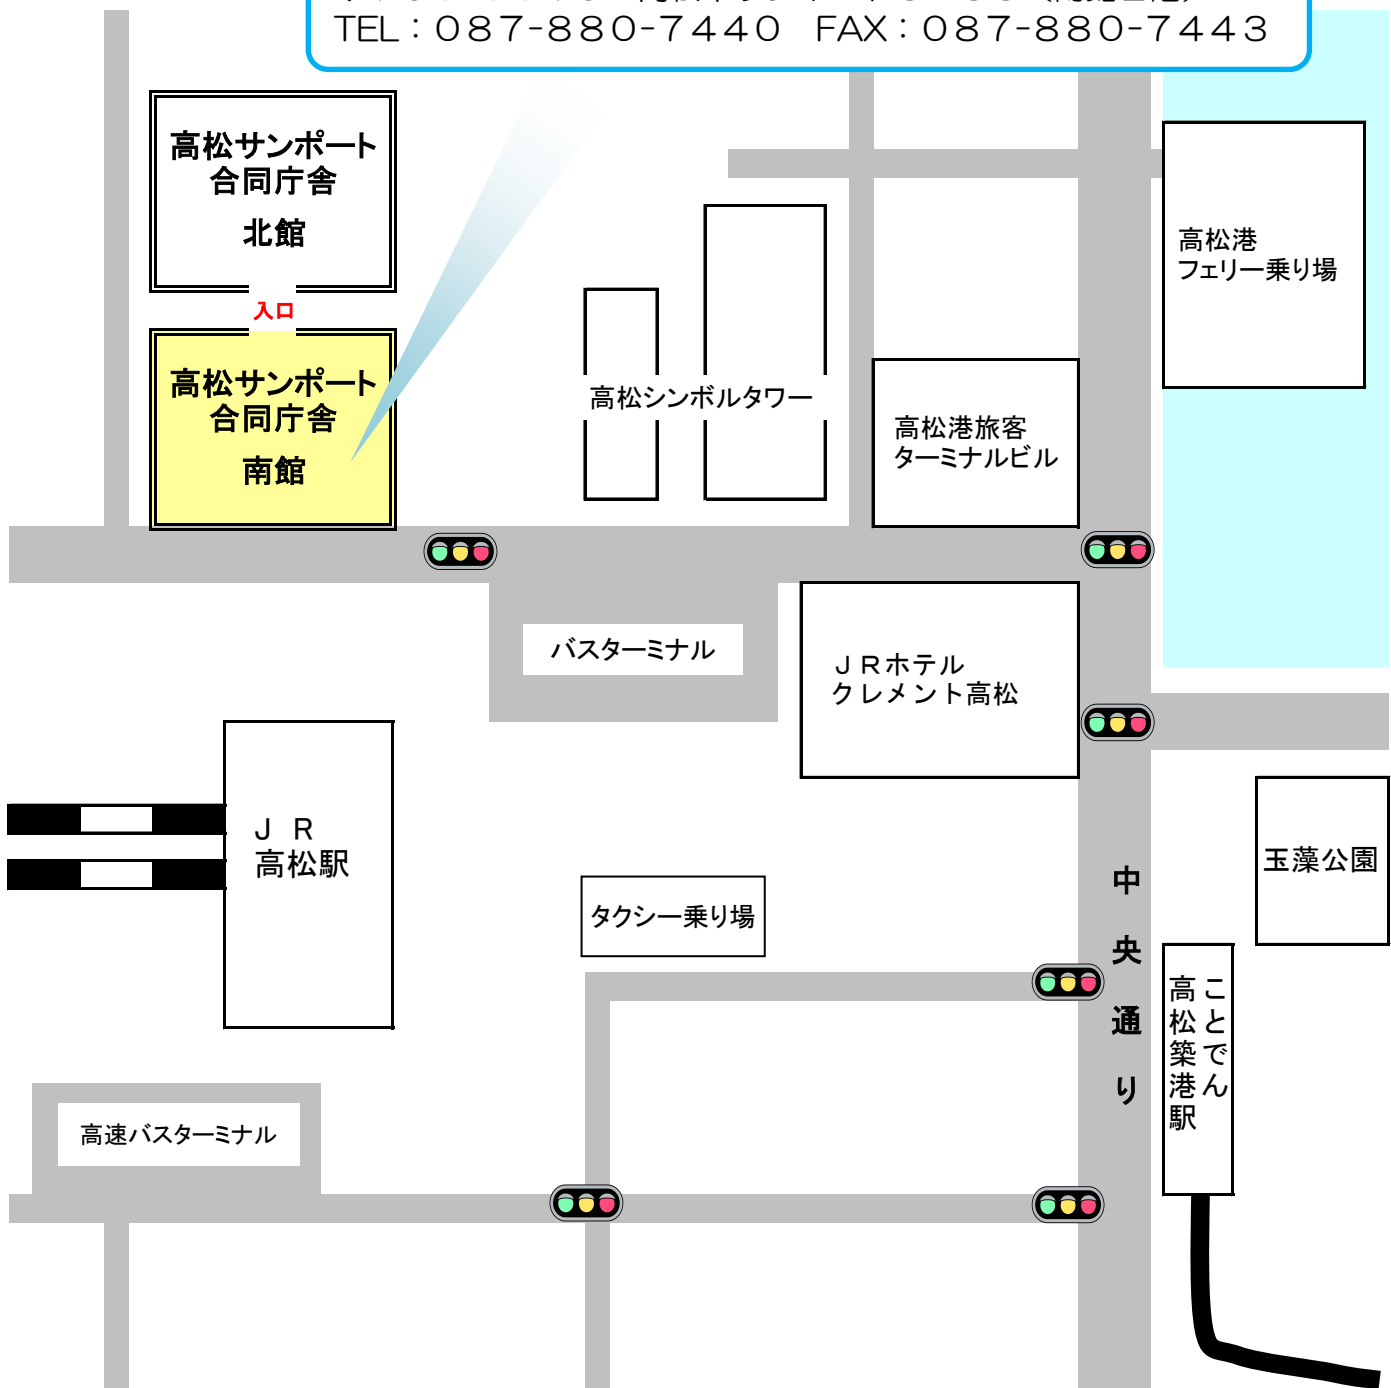 TEL：０８７－８８０－７４４０　FAX：０８７－８８０－７４４３
高松サンポート
合同庁舎
北館
入口
高松サンポート
合同庁舎
南館
高松シンボルタワー
高松港旅客
ターミナルビル
高松港
フェリー乗り場
バスターミナル
ＪＲホテル
クレメント高松
Ｊ Ｒ
高松駅
タクシー乗り場
玉藻公園
中央通り
ことでん
高松築港駅
高速バスターミナル